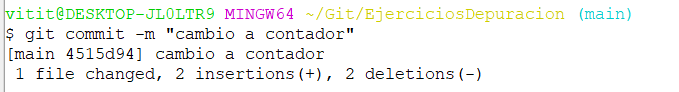 vitit@DESKTOP-JL0LTR9 MINGW64 ~/Git/EjerciciosDepuracion (main)
$ git commit -m "cambio a contador"
[main 4515d94] cambio a contador
 1 file changed, 2 insertions(+), 2 deletions(-)